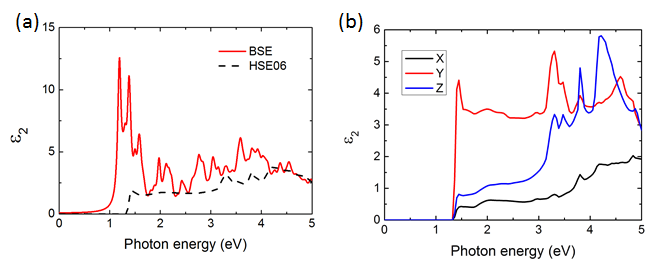 (a)
15
10
5
0
ε2
BSE
HSE06
0 1 2 3 4 5
Photon energy (eV)
(b)
6
5
4
3
2
1
0
ε2
X
Y
Z
0 1 2 3 4 5
Photon energy (eV)